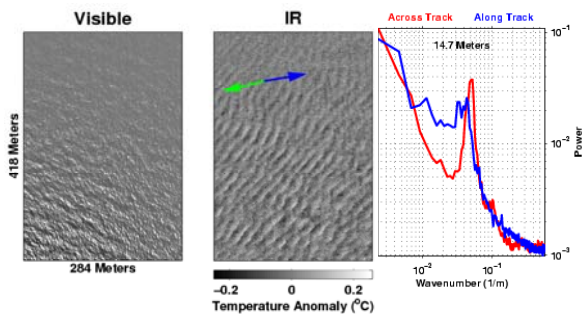 Visible
IR
Across Track
Along Track
14.7 Meters
418 Meters
284 Meters
−0.2
0
0.2
Temperature Anomaly (°C)
10⁻¹
10⁻²
10⁻³
Power
10⁻²
10⁻¹
Wavenumber (1/m)